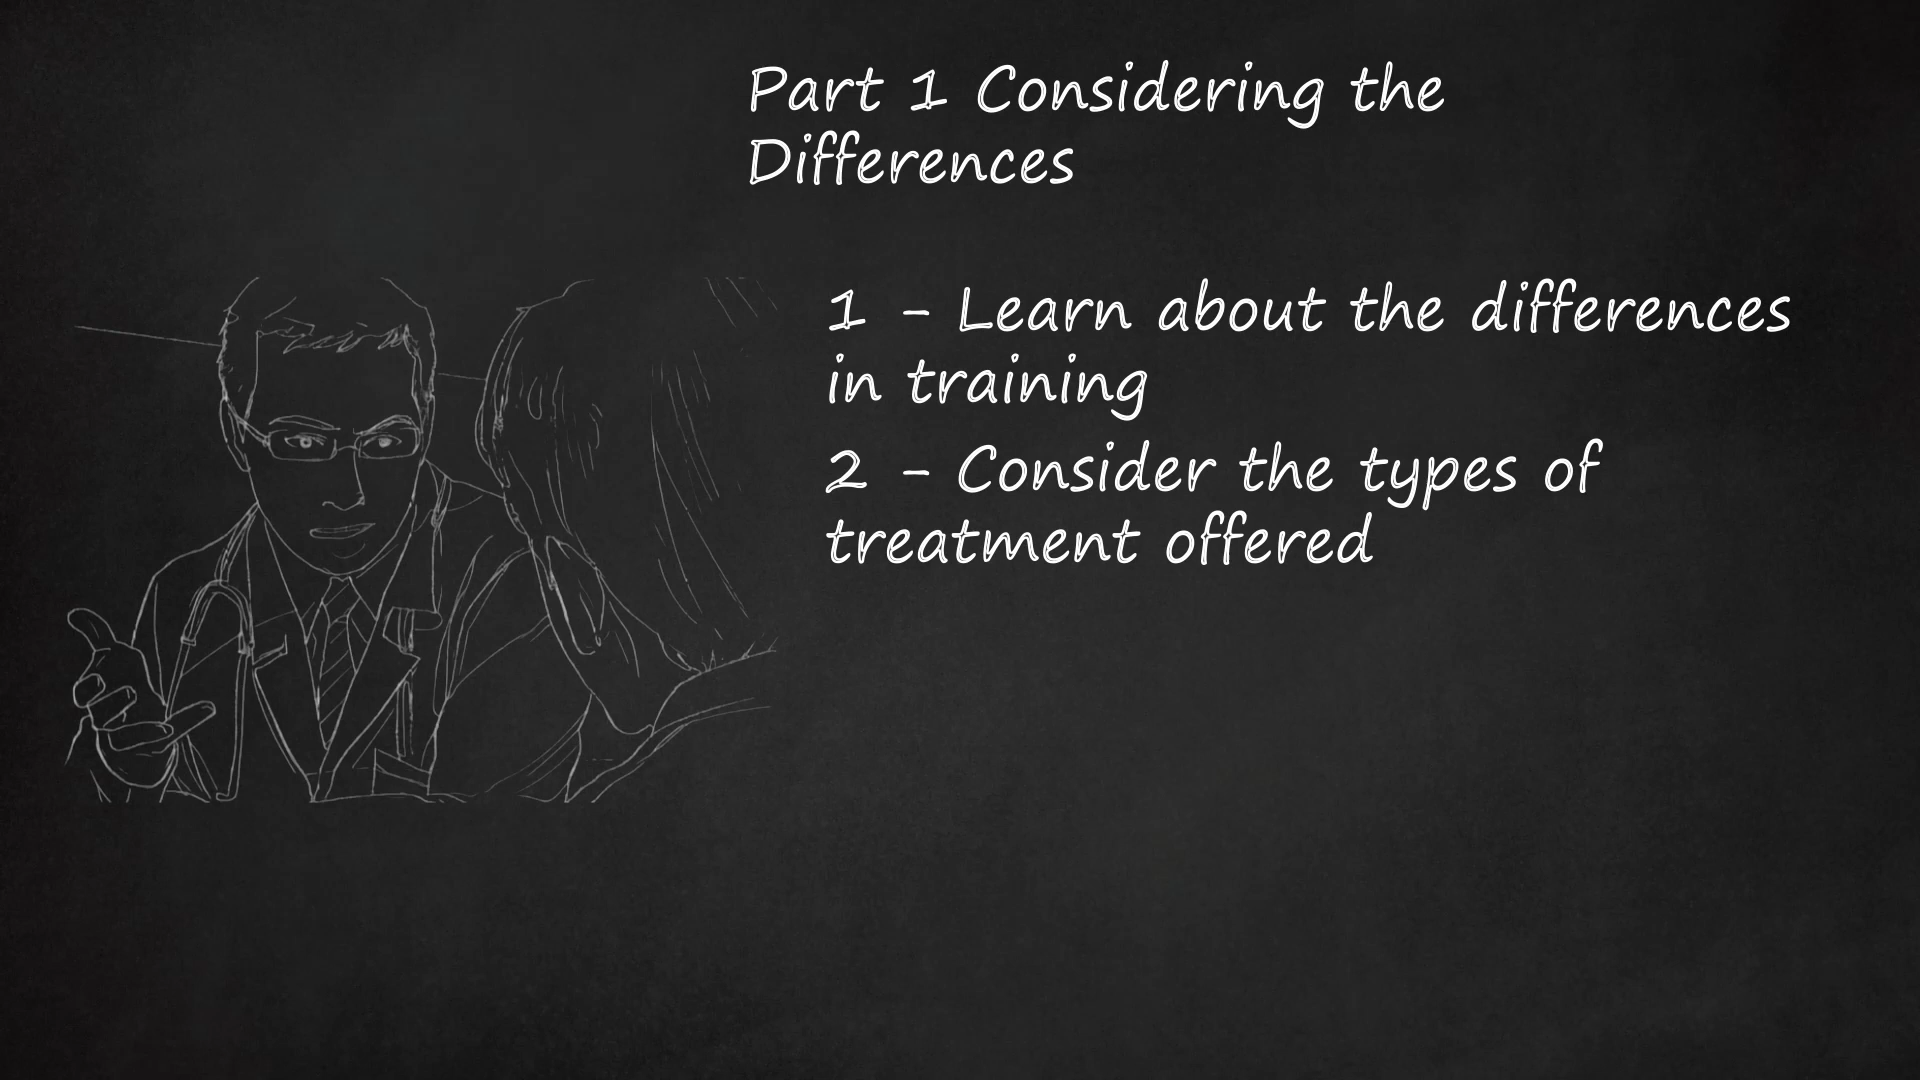 Part 1 Considering the
Differences
1 - Learn about the differences
in training
2 - Consider the types of
treatment offered